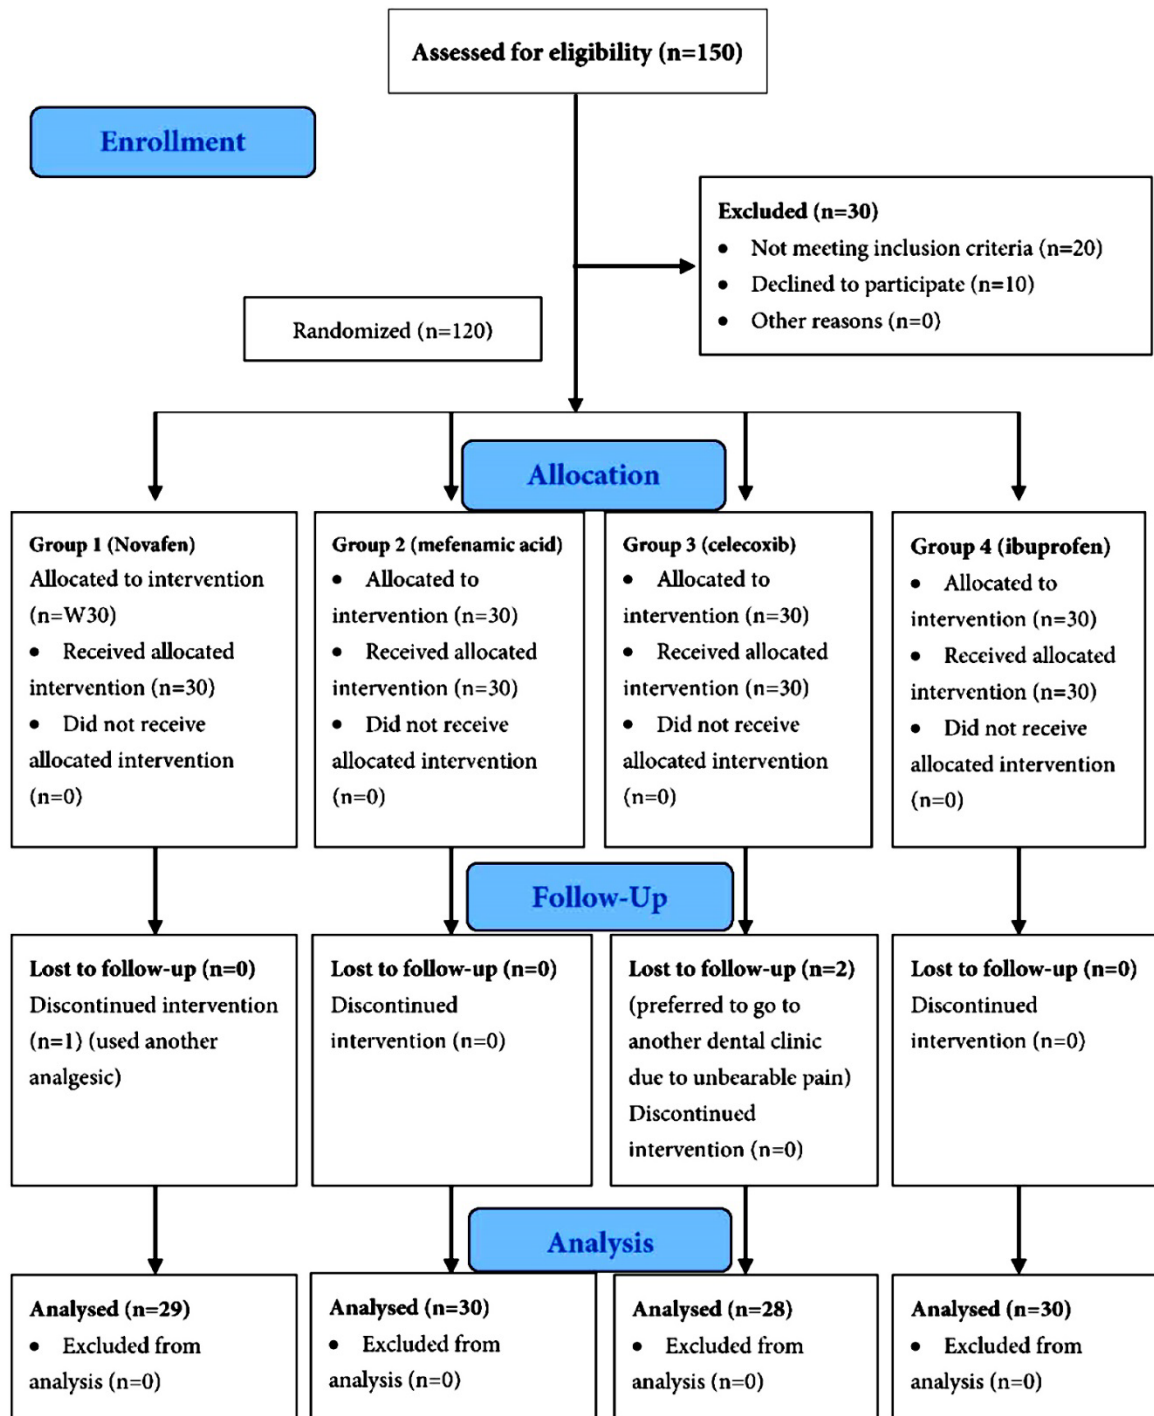 Assessed for eligibility (n=150)
Enrollment
Excluded (n=30)
• Not meeting inclusion criteria (n=20)
• Declined to participate (n=10)
• Other reasons (n=0)
Randomized (n=120)
Allocation
Group 1 (Novafen)
Allocated to intervention
(n=W30)
• Received allocated
intervention (n=30)
• Did not receive
allocated intervention
(n=0)
Group 2 (mefenamic acid)
• Allocated to
intervention (n=30)
• Received allocated
intervention (n=30)
• Did not receive
allocated intervention
(n=0)
Group 3 (celecoxib)
• Allocated to
intervention (n=30)
• Received allocated
intervention (n=30)
• Did not receive
allocated intervention
(n=0)
Group 4 (ibuprofen)
• Allocated to
intervention (n=30)
• Received allocated
intervention (n=30)
• Did not receive
allocated intervention
(n=0)
Follow-Up
Lost to follow-up (n=0)
Discontinued intervention
(n=1) (used another
analgesic)
Lost to follow-up (n=0)
Discontinued
intervention (n=0)
Lost to follow-up (n=2)
(preferred to go to
another dental clinic
due to unbearable pain)
Discontinued
intervention (n=0)
Lost to follow-up (n=0)
Discontinued
intervention (n=0)
Analysis
Analysed (n=29)
• Excluded from
analysis (n=0)
Analysed (n=30)
• Excluded from
analysis (n=0)
Analysed (n=28)
• Excluded from
analysis (n=0)
Analysed (n=30)
• Excluded from
analysis (n=0)